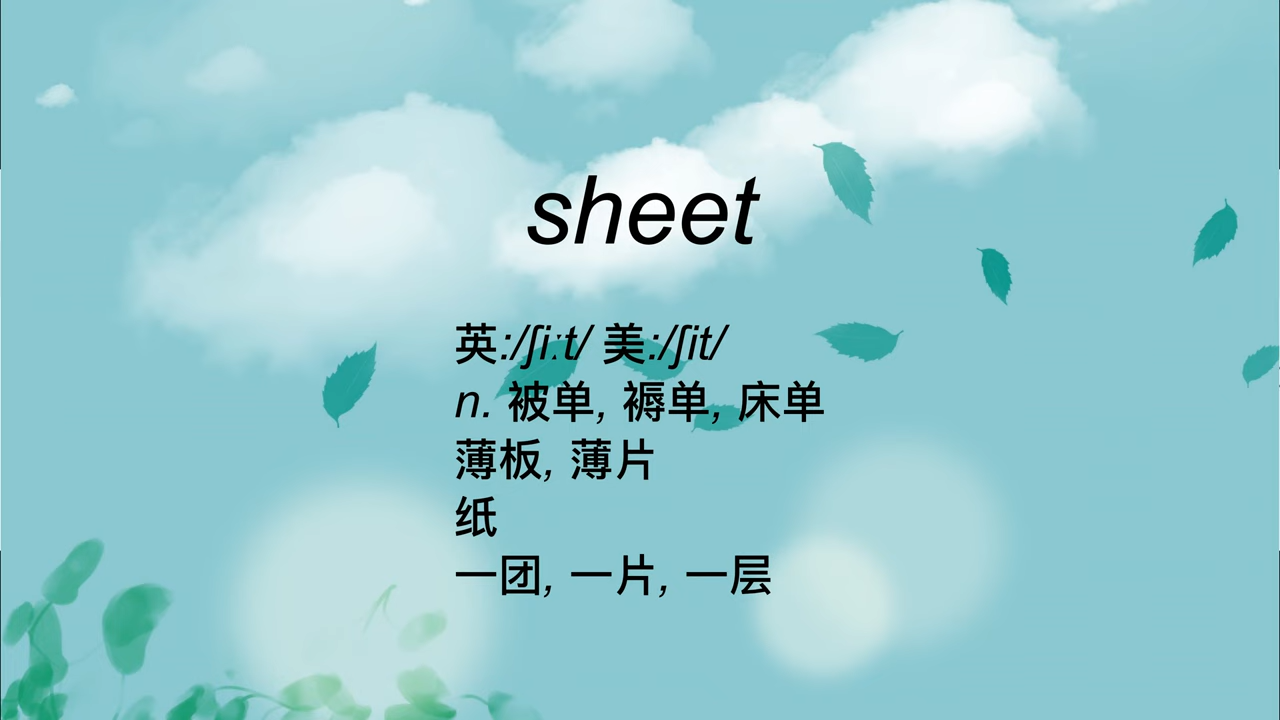 sheet
英:/ʃiːt/ 美:/ʃit/
n. 被单, 褥单, 床单
薄板, 薄片
纸
一团, 一片, 一层